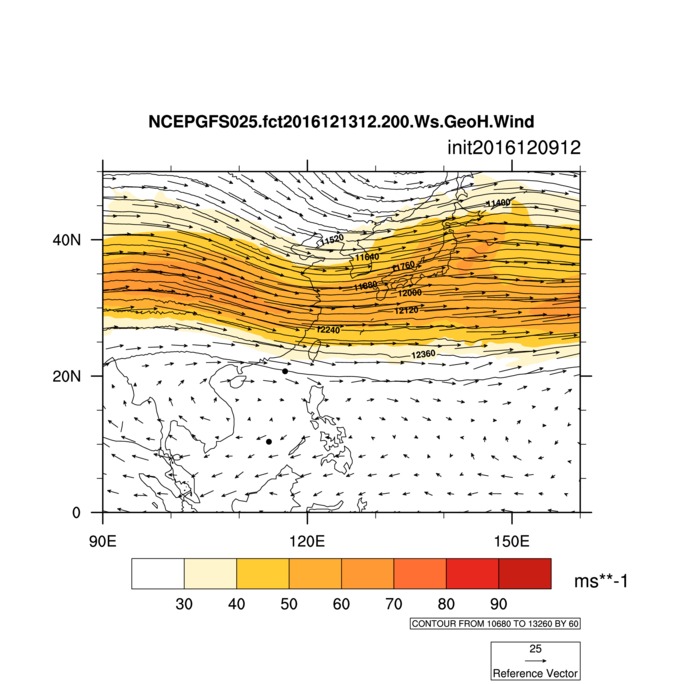 NCEPGFS025.fct2016121312.200.Ws.GeoH.Wind
init2016120912
11400
40N
11520
11640
11760
11880
12000
12120
12240
12360
20N
0
90E 120E 150E
ms**-1
30 40 50 60 70 80 90
CONTOUR FROM 10680 TO 13260 BY 60
25
Reference Vector